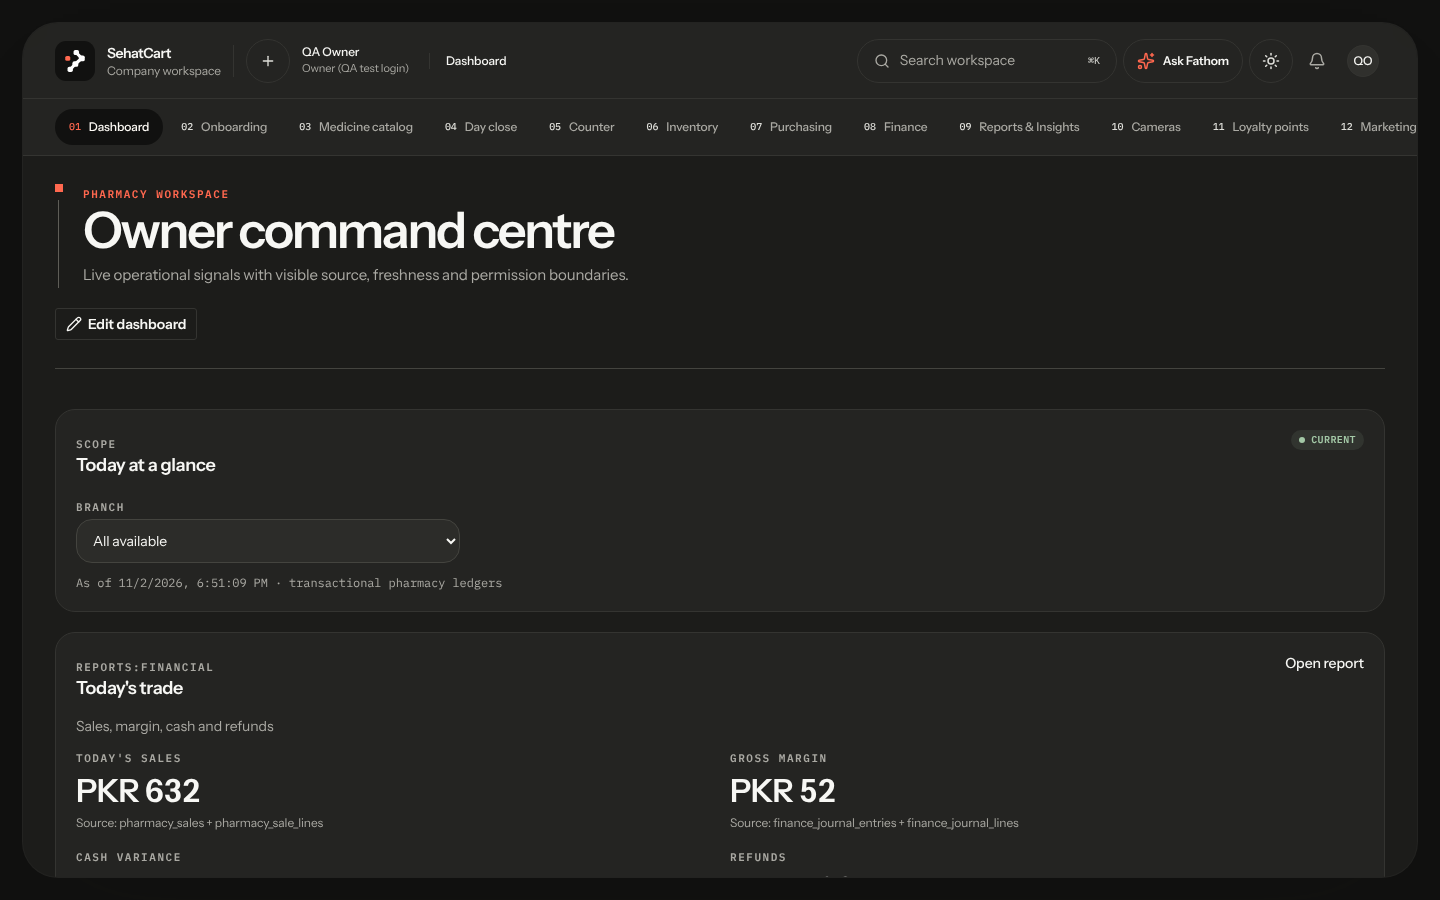 SehatCart
Company workspace
QA Owner
Owner (QA test login)
Dashboard
Search workspace
⌘K
Ask Fathom
QO
01 Dashboard
02 Onboarding
03 Medicine catalog
04 Day close
05 Counter
06 Inventory
07 Purchasing
08 Finance
09 Reports & Insights
10 Cameras
11 Loyalty points
12 Marketing
PHARMACY WORKSPACE
Owner command centre
Live operational signals with visible source, freshness and permission boundaries.
Edit dashboard
SCOPE
CURRENT
Today at a glance
BRANCH
All available
As of 11/2/2026, 6:51:09 PM · transactional pharmacy ledgers
REPORTS:FINANCIAL
Open report
Today's trade
Sales, margin, cash and refunds
TODAY'S SALES
PKR 632
Source: pharmacy_sales + pharmacy_sale_lines
GROSS MARGIN
PKR 52
Source: finance_journal_entries + finance_journal_lines
CASH VARIANCE
REFUNDS